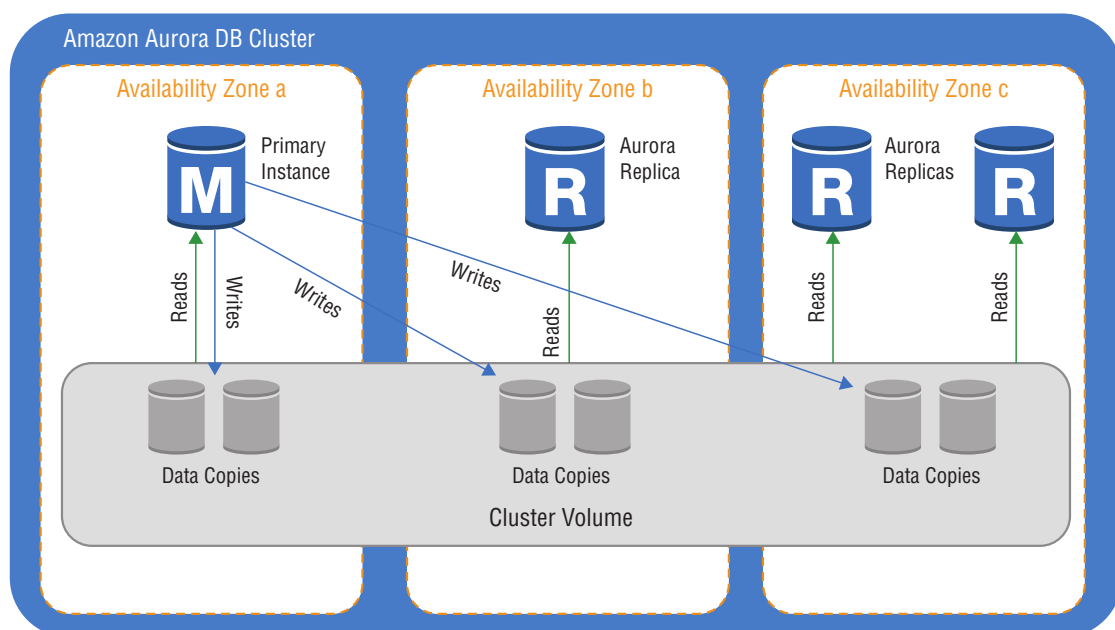 Amazon Aurora DB Cluster
Availability Zone a
Availability Zone b
Availability Zone c
M
Primary
Instance
R
Aurora
Replica
R
Aurora
Replicas
R
Reads
Writes
Writes
Reads
Writes
Reads
Reads
Data Copies
Data Copies
Data Copies
Cluster Volume